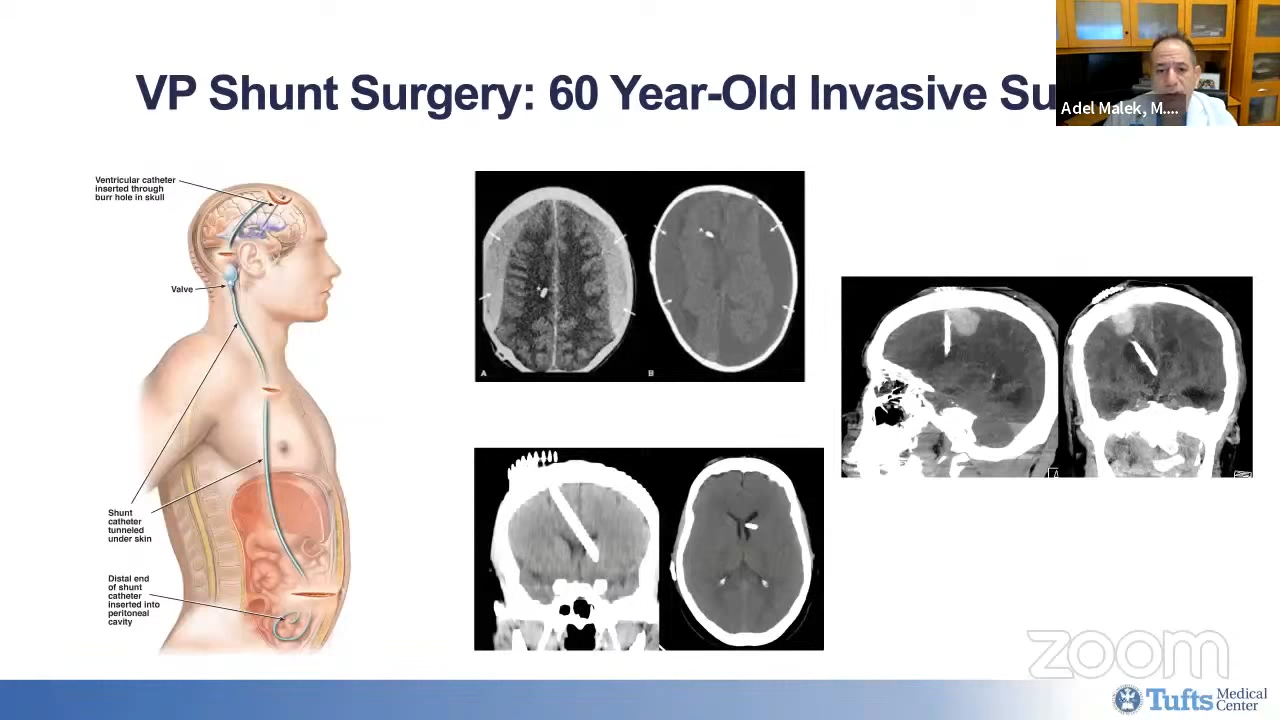 VP Shunt Surgery: 60 Year-Old Invasive Su
Adel Malek, M....
Ventricular catheter
inserted through
burr hole in skull
Valve
Shunt
catheter
tunneled
under skin
Distal end
of shunt
catheter
inserted into
peritoneal
cavity
A
B
A
zoom
Tufts Medical
Center